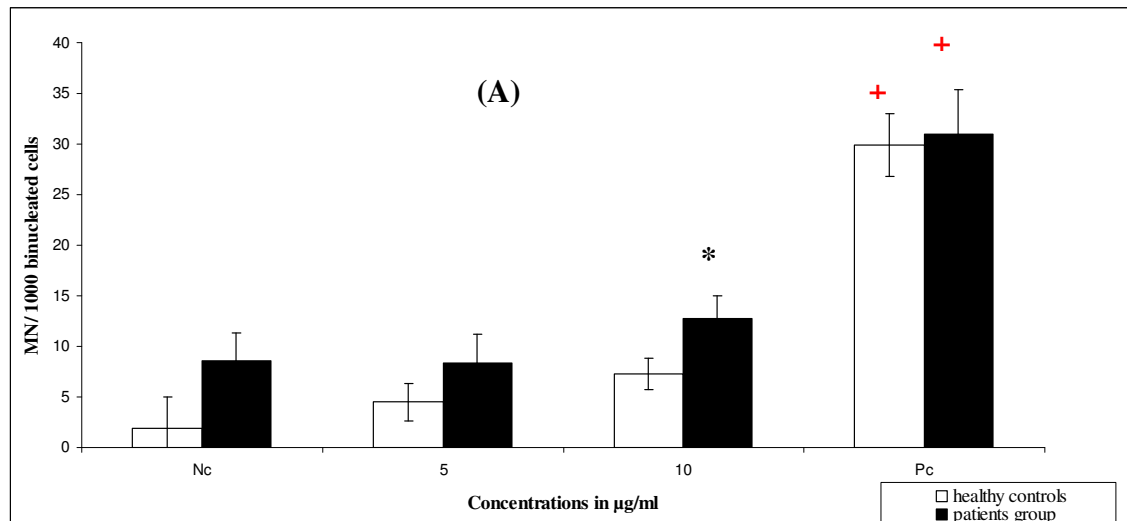 (A)
MN/ 1000 binucleated cells
40
35
30
25
20
15
10
5
0
+
+
*
Nc
5
10
Pc
Concentrations in µg/ml
healthy controls
patients group